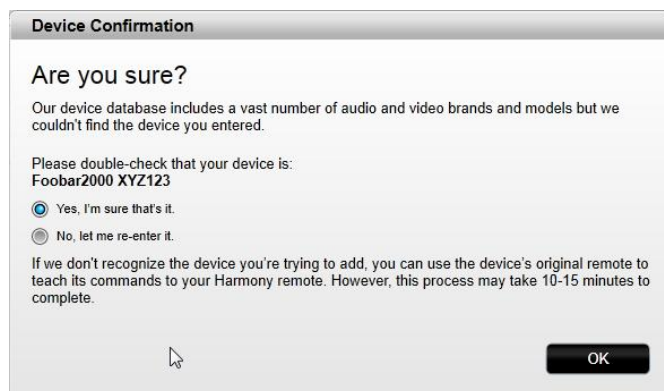 Device Confirmation
Are you sure?
Our device database includes a vast number of audio and video brands and models but we
couldn't find the device you entered.
Please double-check that your device is:
Foobar2000 XYZ123
Yes, I'm sure that's it.
No, let me re-enter it.
If we don't recognize the device you're trying to add, you can use the device's original remote to
teach its commands to your Harmony remote. However, this process may take 10-15 minutes to
complete.
OK